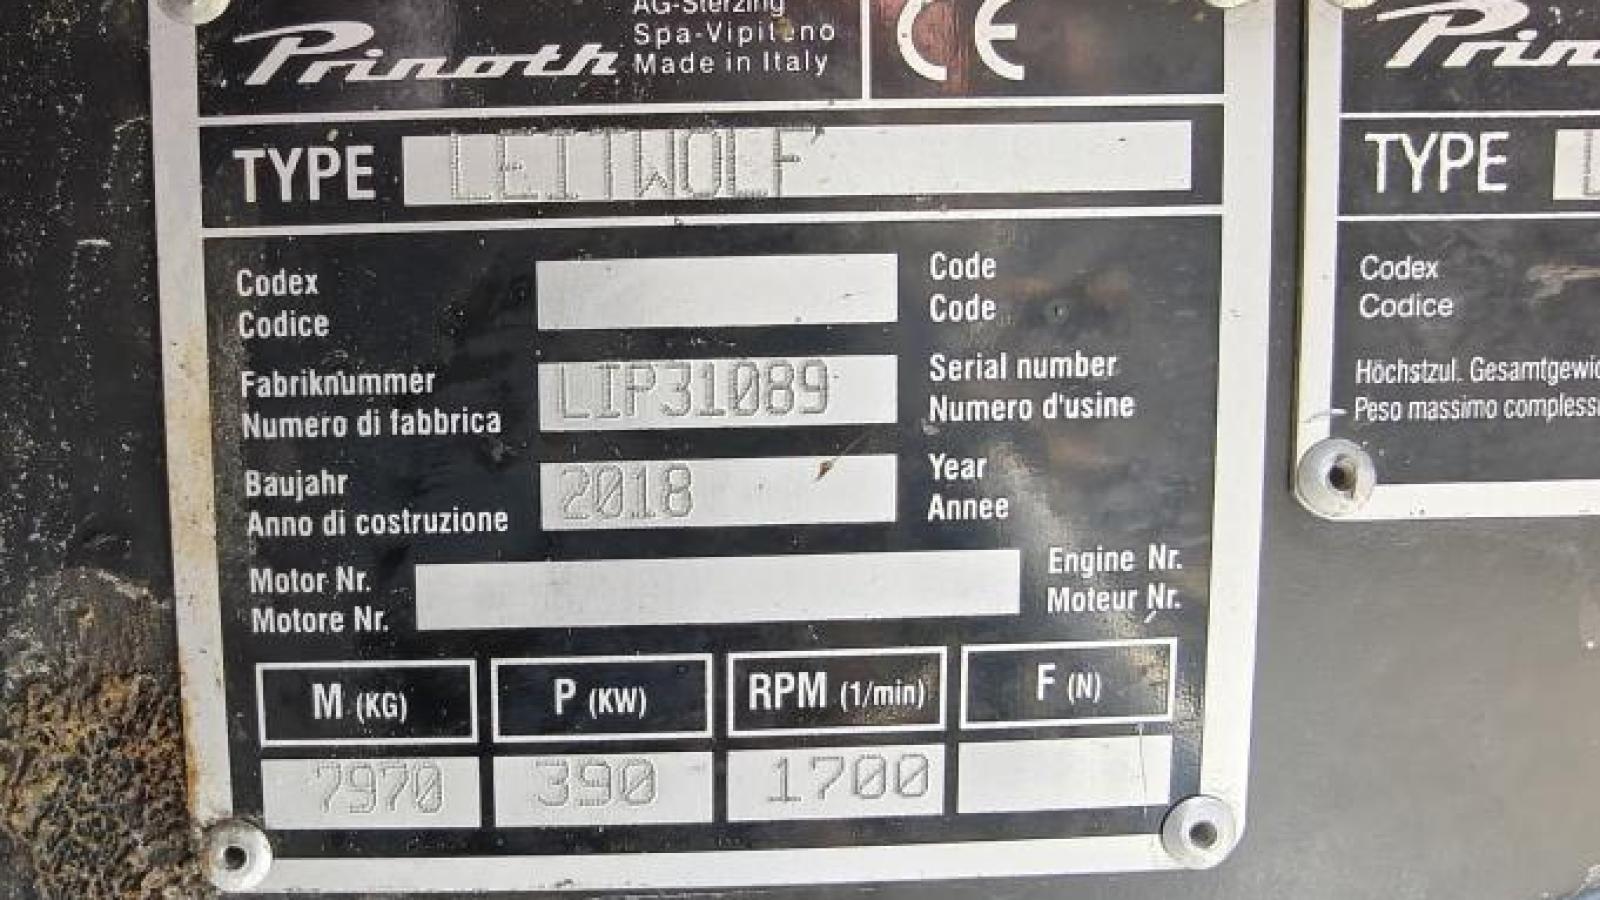 AG-Sterzing
Prinoth Spa-Vipiteno
Made in Italy
CE
TYPE LEITWOLF
Codex
Codice
Code
Code
Fabriknummer
Numero di fabbrica
LIP31089
Serial number
Numero d'usine
Baujahr
Anno di costruzione
2018
Year
Annee
Motor Nr.
Motore Nr.
Engine Nr.
Moteur Nr.
M (KG) P (KW) RPM (1/min) F (N)
7970 390 1700
Prin
TYPE
Codex
Codice
Höchstzul. Gesamtgewic
Peso massimo compless